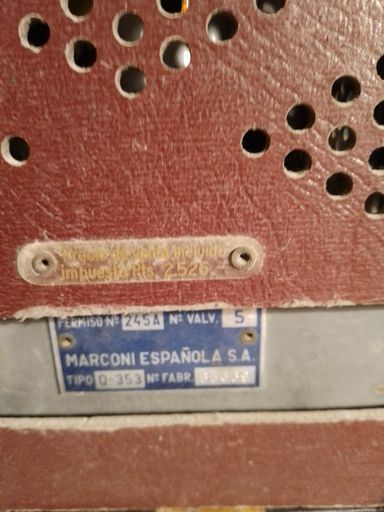 Precio de venta incluido
impuesto Pts. 2.526,
PERMISO Nº 245A Nº VALV. 5
MARCONI ESPAÑOLA S.A.
TIPO Q-353 Nº FABR.